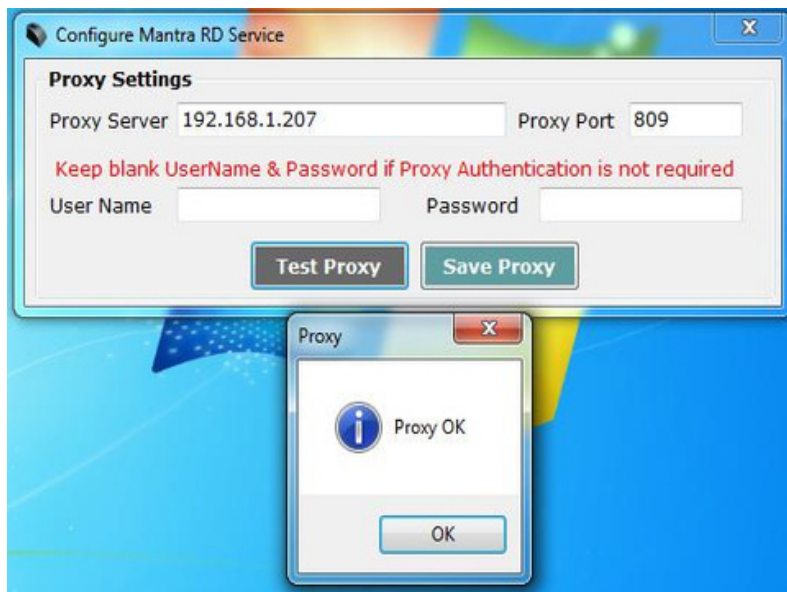 Configure Mantra RD Service
Proxy Settings
Proxy Server 192.168.1.207 Proxy Port 809
Keep blank UserName & Password if Proxy Authentication is not required
User Name Password
Test Proxy Save Proxy
Proxy
Proxy OK
OK